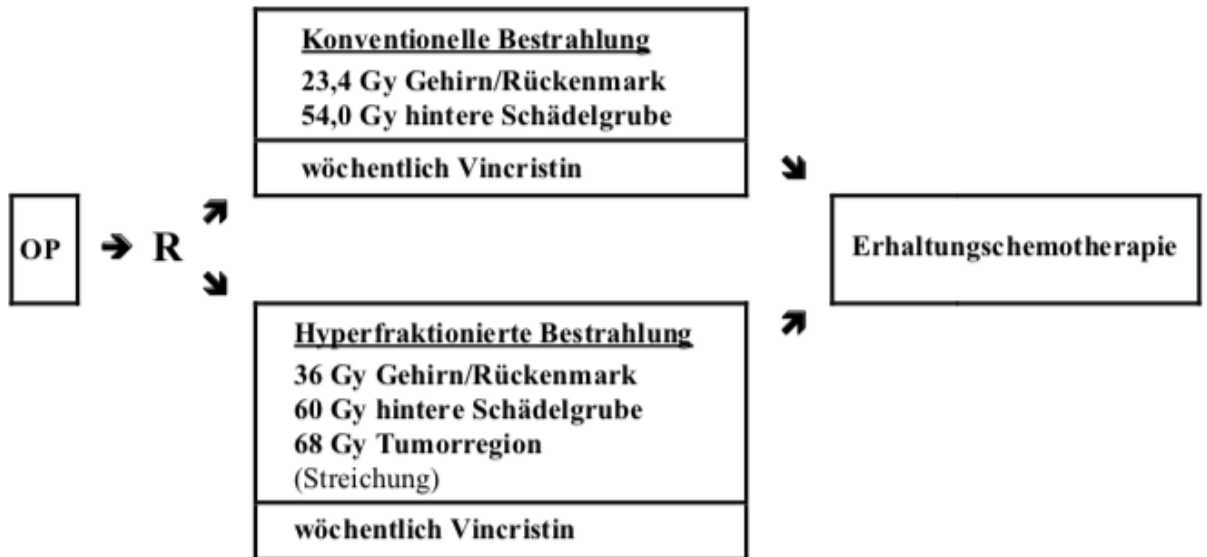 Konventionelle Bestrahlung
23,4 Gy Gehirn/Rückenmark
54,0 Gy hintere Schädelgrube
wöchentlich Vincristin
OP
R
Erhaltungschemotherapie
Hyperfraktionierte Bestrahlung
36 Gy Gehirn/Rückenmark
60 Gy hintere Schädelgrube
68 Gy Tumorregion
(Streichung)
wöchentlich Vincristin